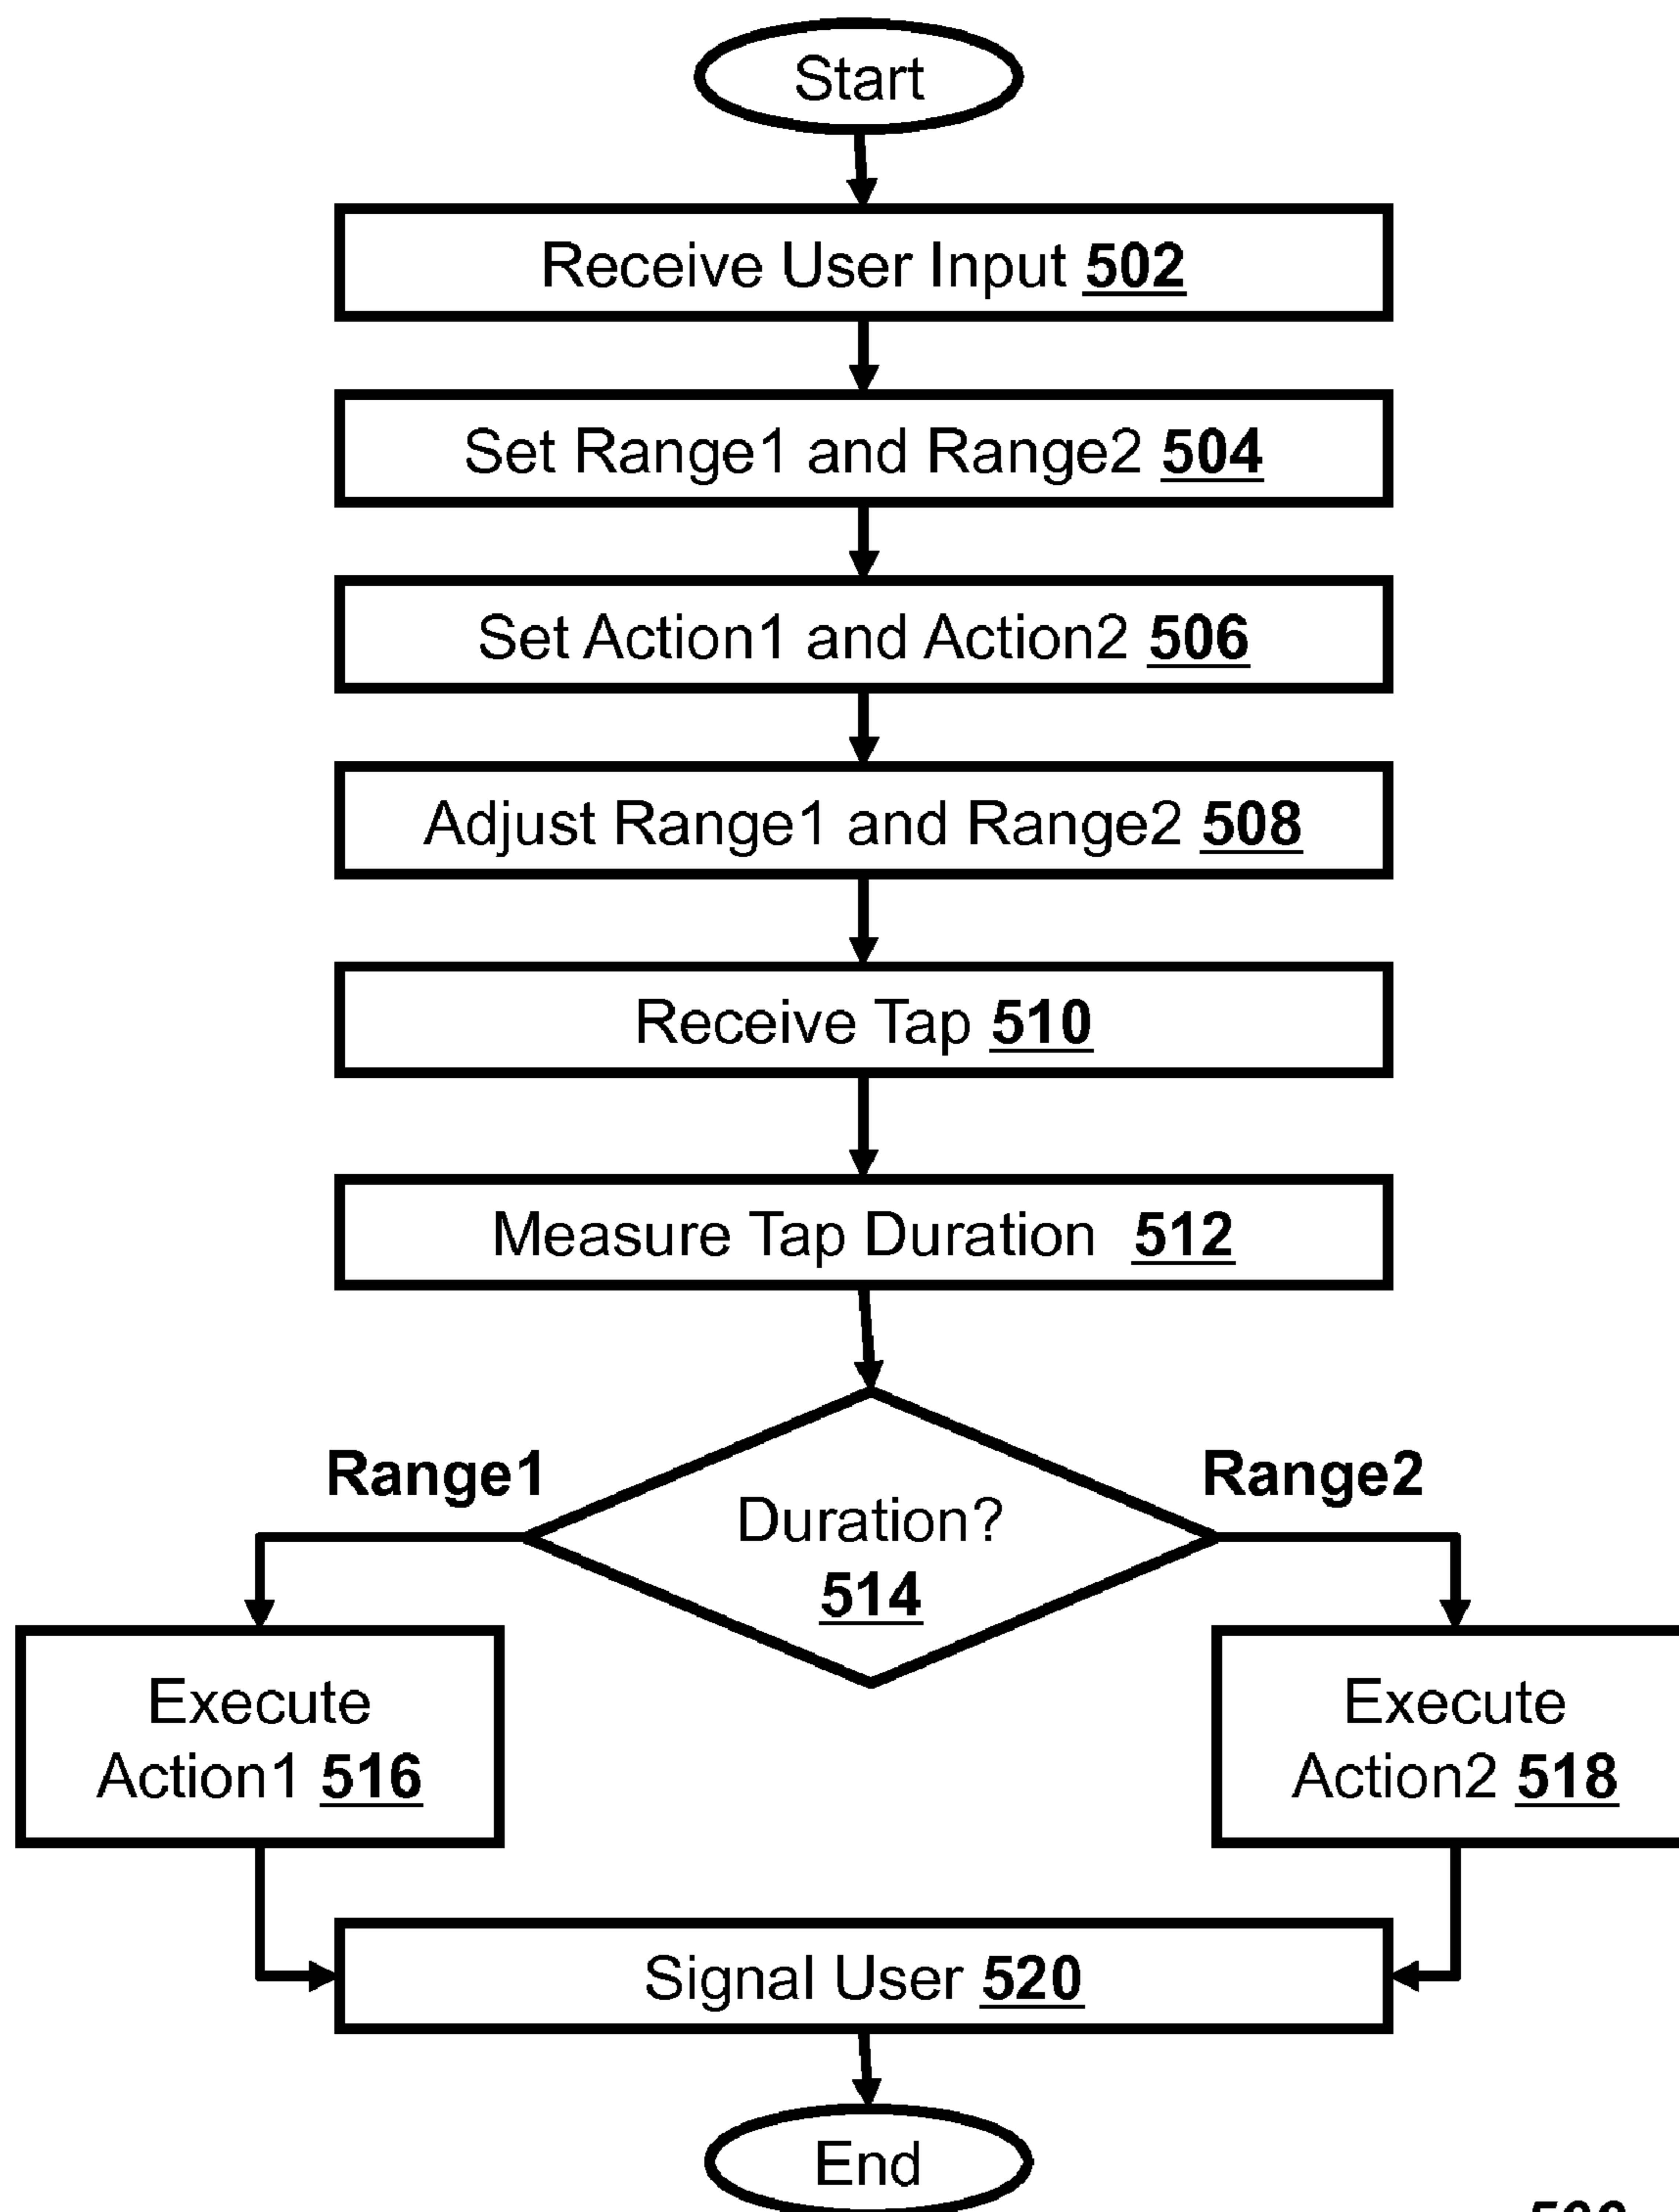 Start
Receive User Input 502
Set Range1 and Range2 504
Set Action1 and Action2 506
Adjust Range1 and Range2 508
Receive Tap 510
Measure Tap Duration 512
Range1
Range2
Duration?
514
Execute
Action1 516
Execute
Action2 518
Signal User 520
End